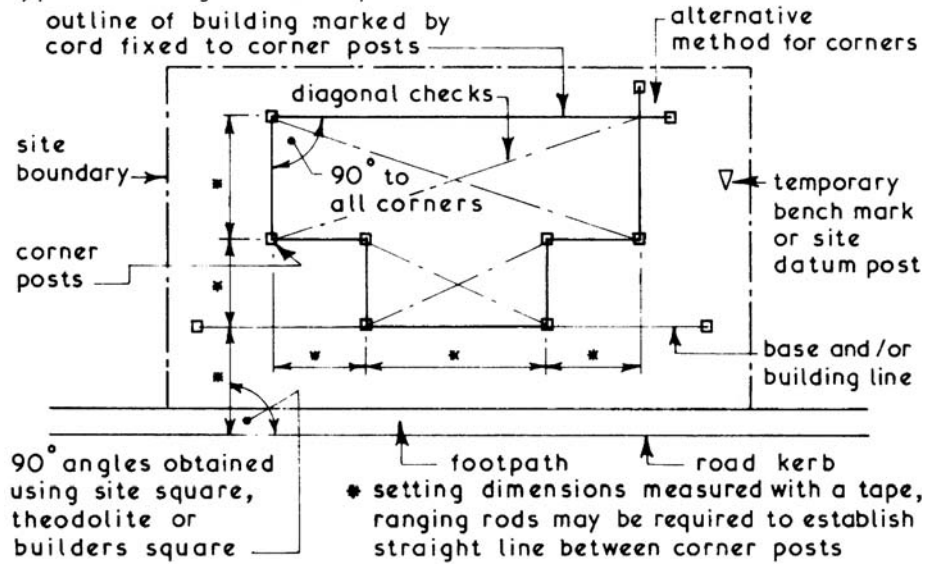 outline of building marked by
cord fixed to corner posts
alternative
method for corners
diagonal checks
site
boundary
90° to
all corners
temporary
bench mark
or site
datum post
corner
posts
*
*
*
*
*
*
base and/or
building line
90° angles obtained
using site square,
theodolite or
builders square
footpath
road kerb
* setting dimensions measured with a tape,
ranging rods may be required to establish
straight line between corner posts